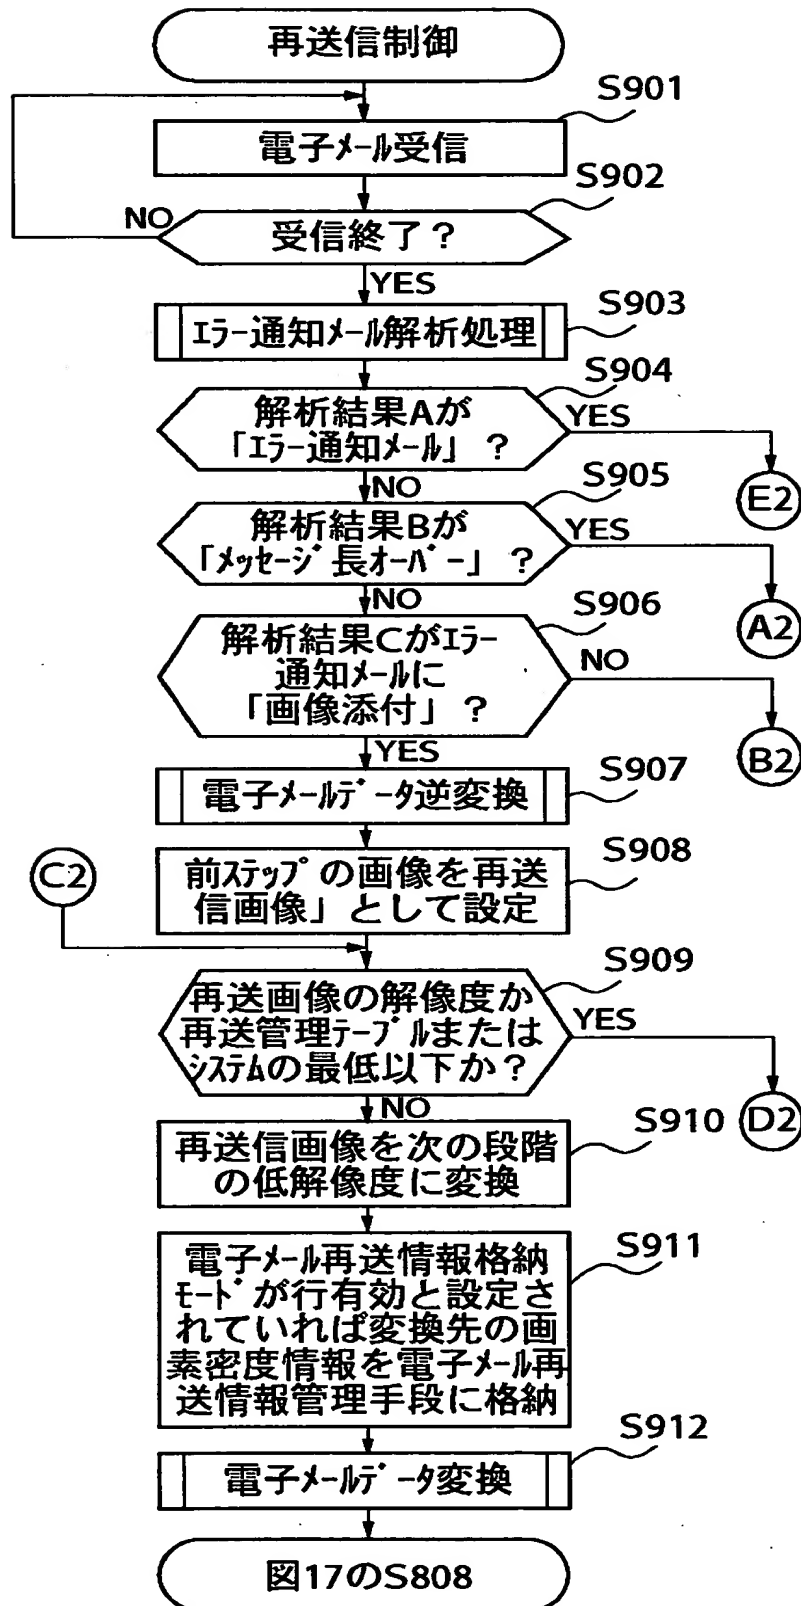 再送信制御
S901
電子メール受信
S902
NO
受信終了？
YES
S903
エラー通知メール解析処理
S904
解析結果Aが
「エラー通知メール」？
YES
E2
NO
S905
解析結果Bが
「メッセージ長オーバー」？
YES
A2
NO
S906
解析結果Cがエラー
通知メールに
「画像添付」？
NO
B2
YES
S907
電子メールデータ逆変換
S908
C2
前ステップの画像を再送
信画像」として設定
S909
再送画像の解像度か
再送管理テーブルまたは
システムの最低以下か？
YES
D2
NO
S910
再送信画像を次の段階
の低解像度に変換
S911
電子メール再送情報格納
モードが行有効と設定さ
れていれば変換先の画
素密度情報を電子メール再
送情報管理手段に格納
S912
電子メールデータ変換
図17のS808